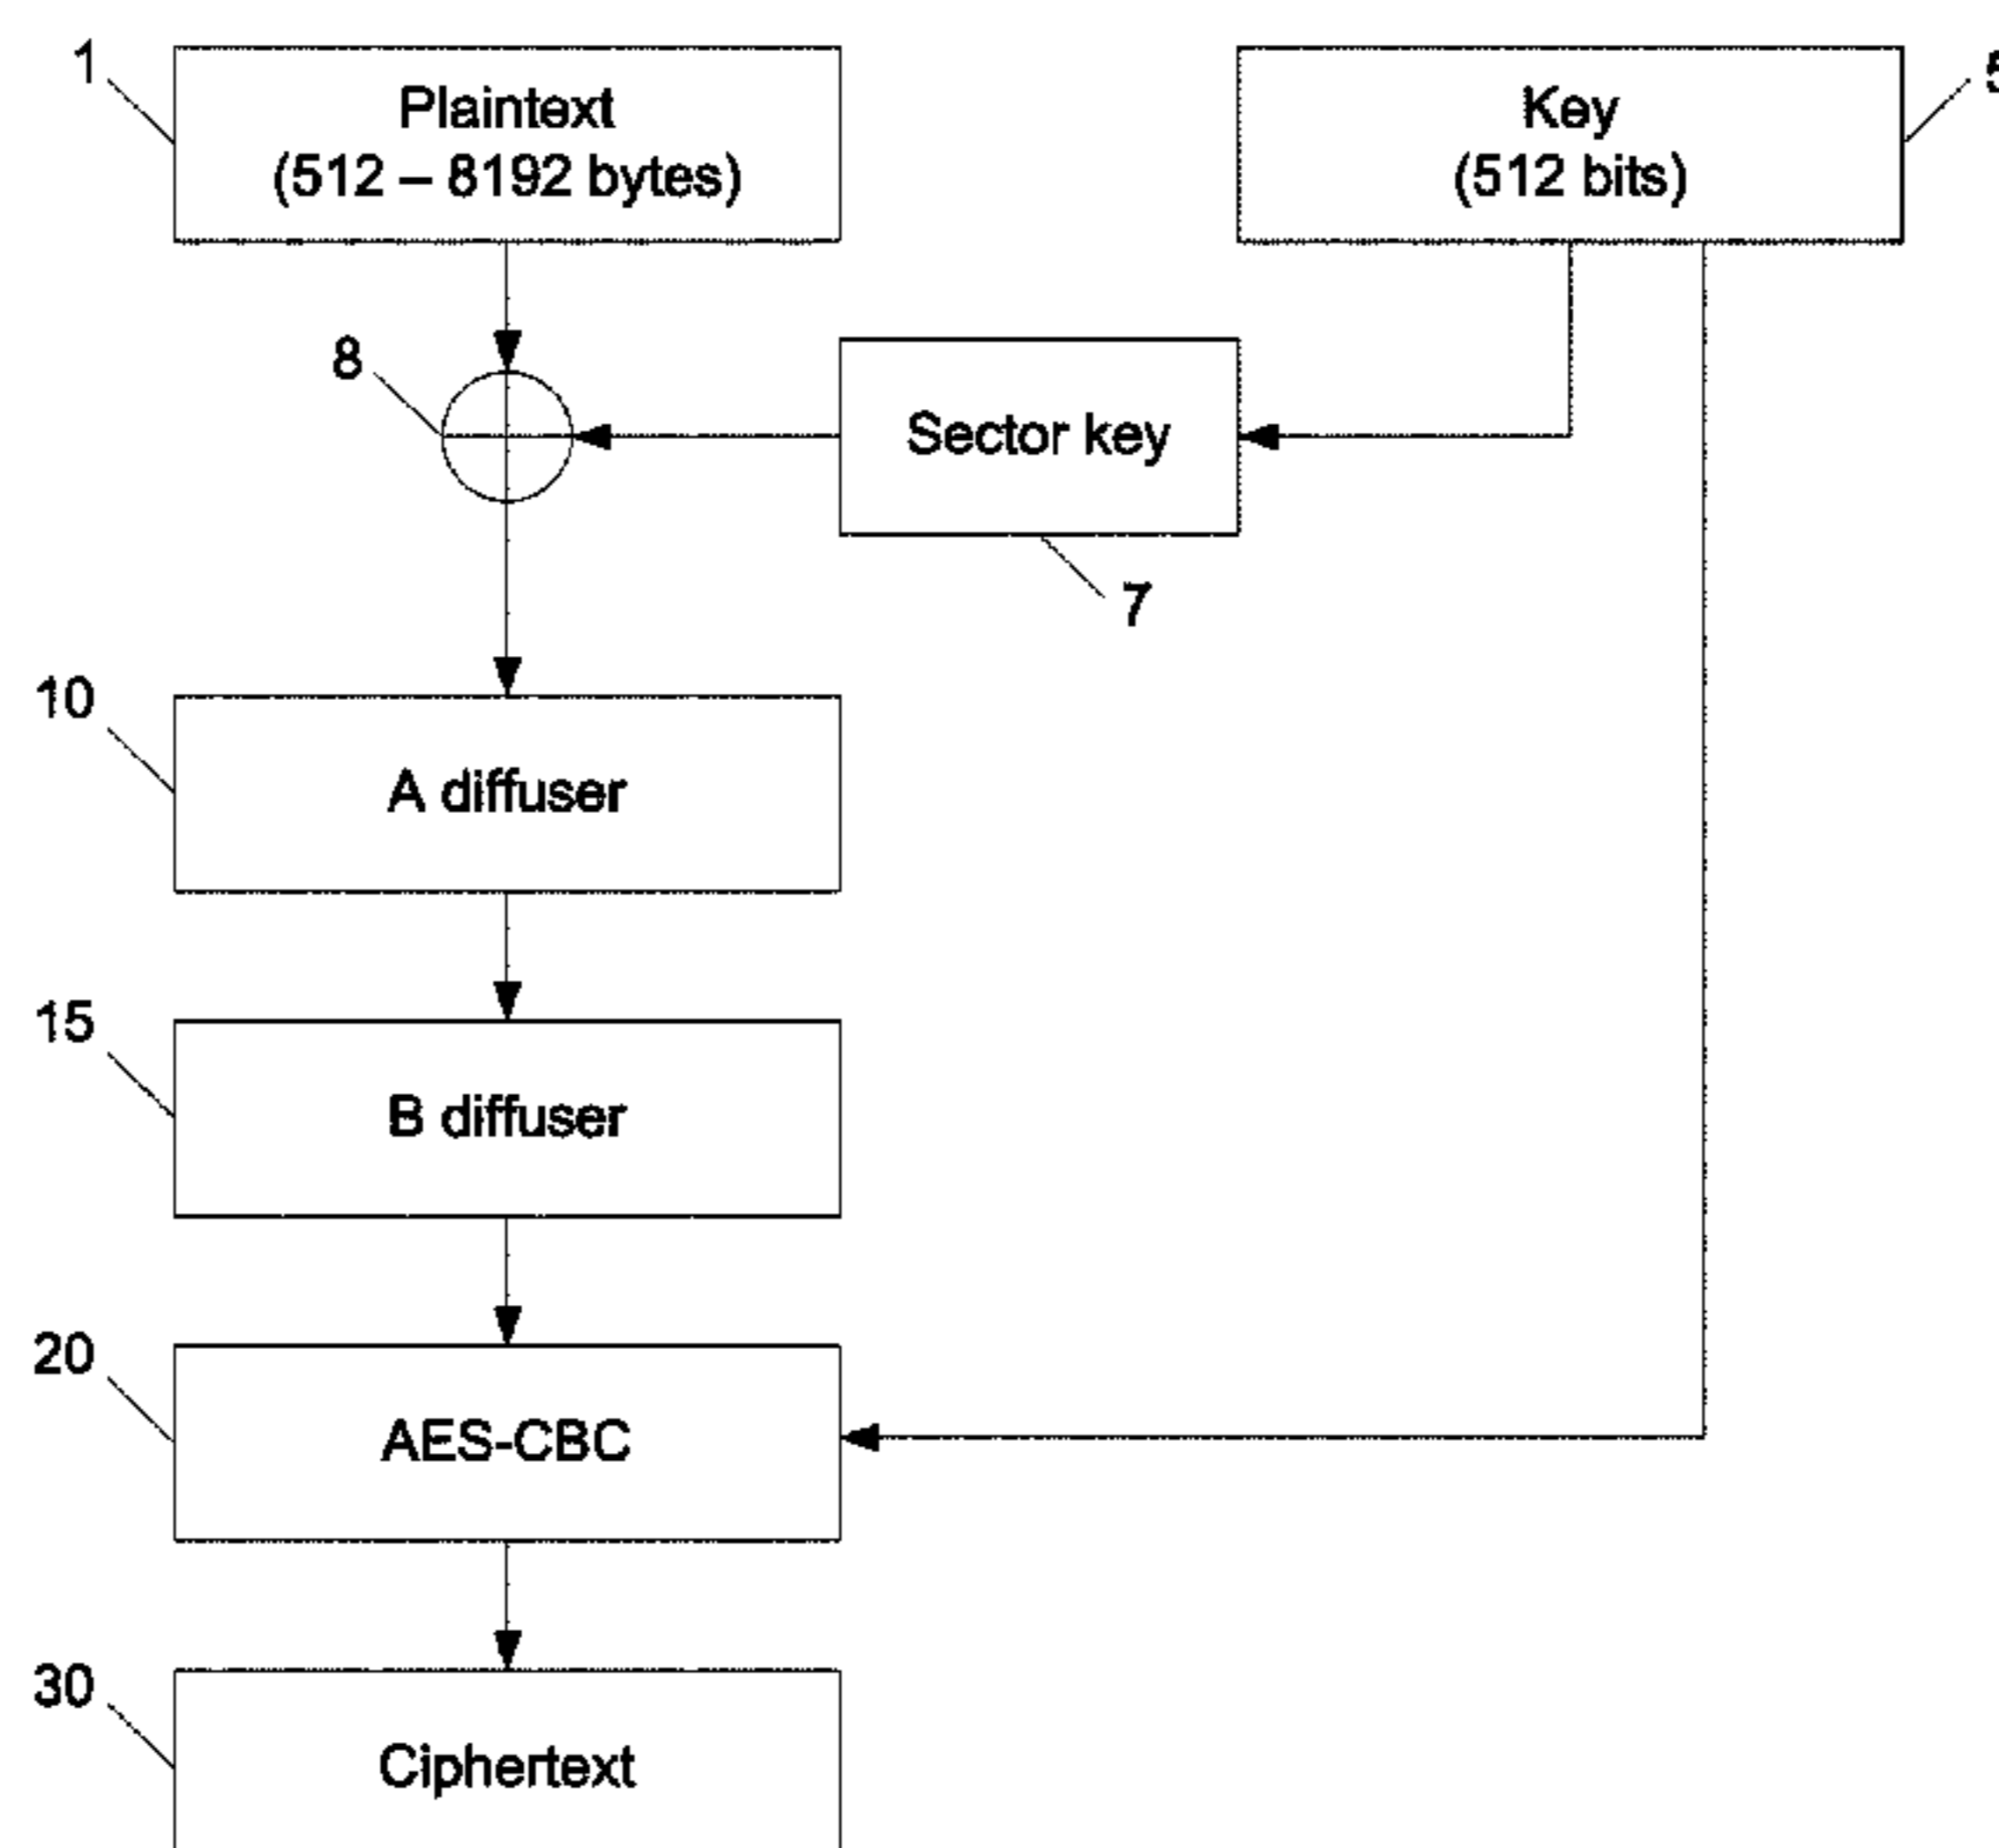 1
Plaintext
(512 – 8192 bytes)
Key
(512 bits)
5
8
Sector key
7
10
A diffuser
15
B diffuser
20
AES-CBC
30
Ciphertext